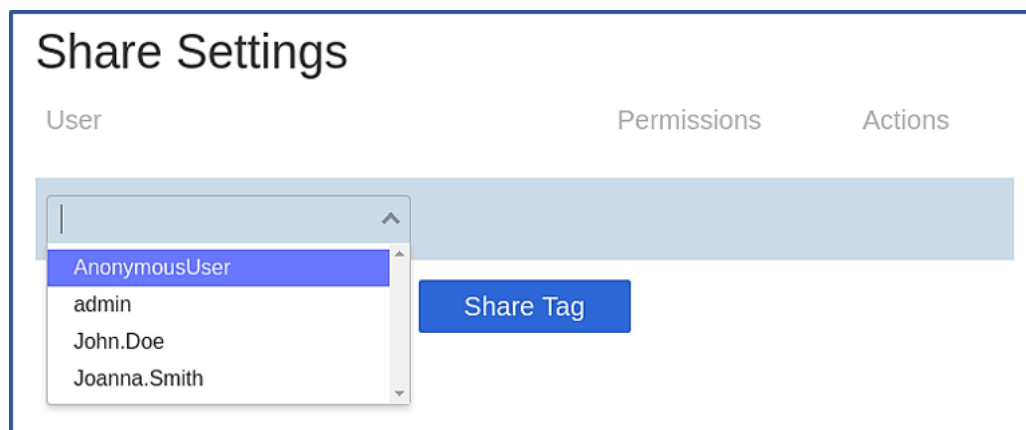 Share Settings
User Permissions Actions
AnonymousUser
admin
Share Tag
John.Doe
Joanna.Smith